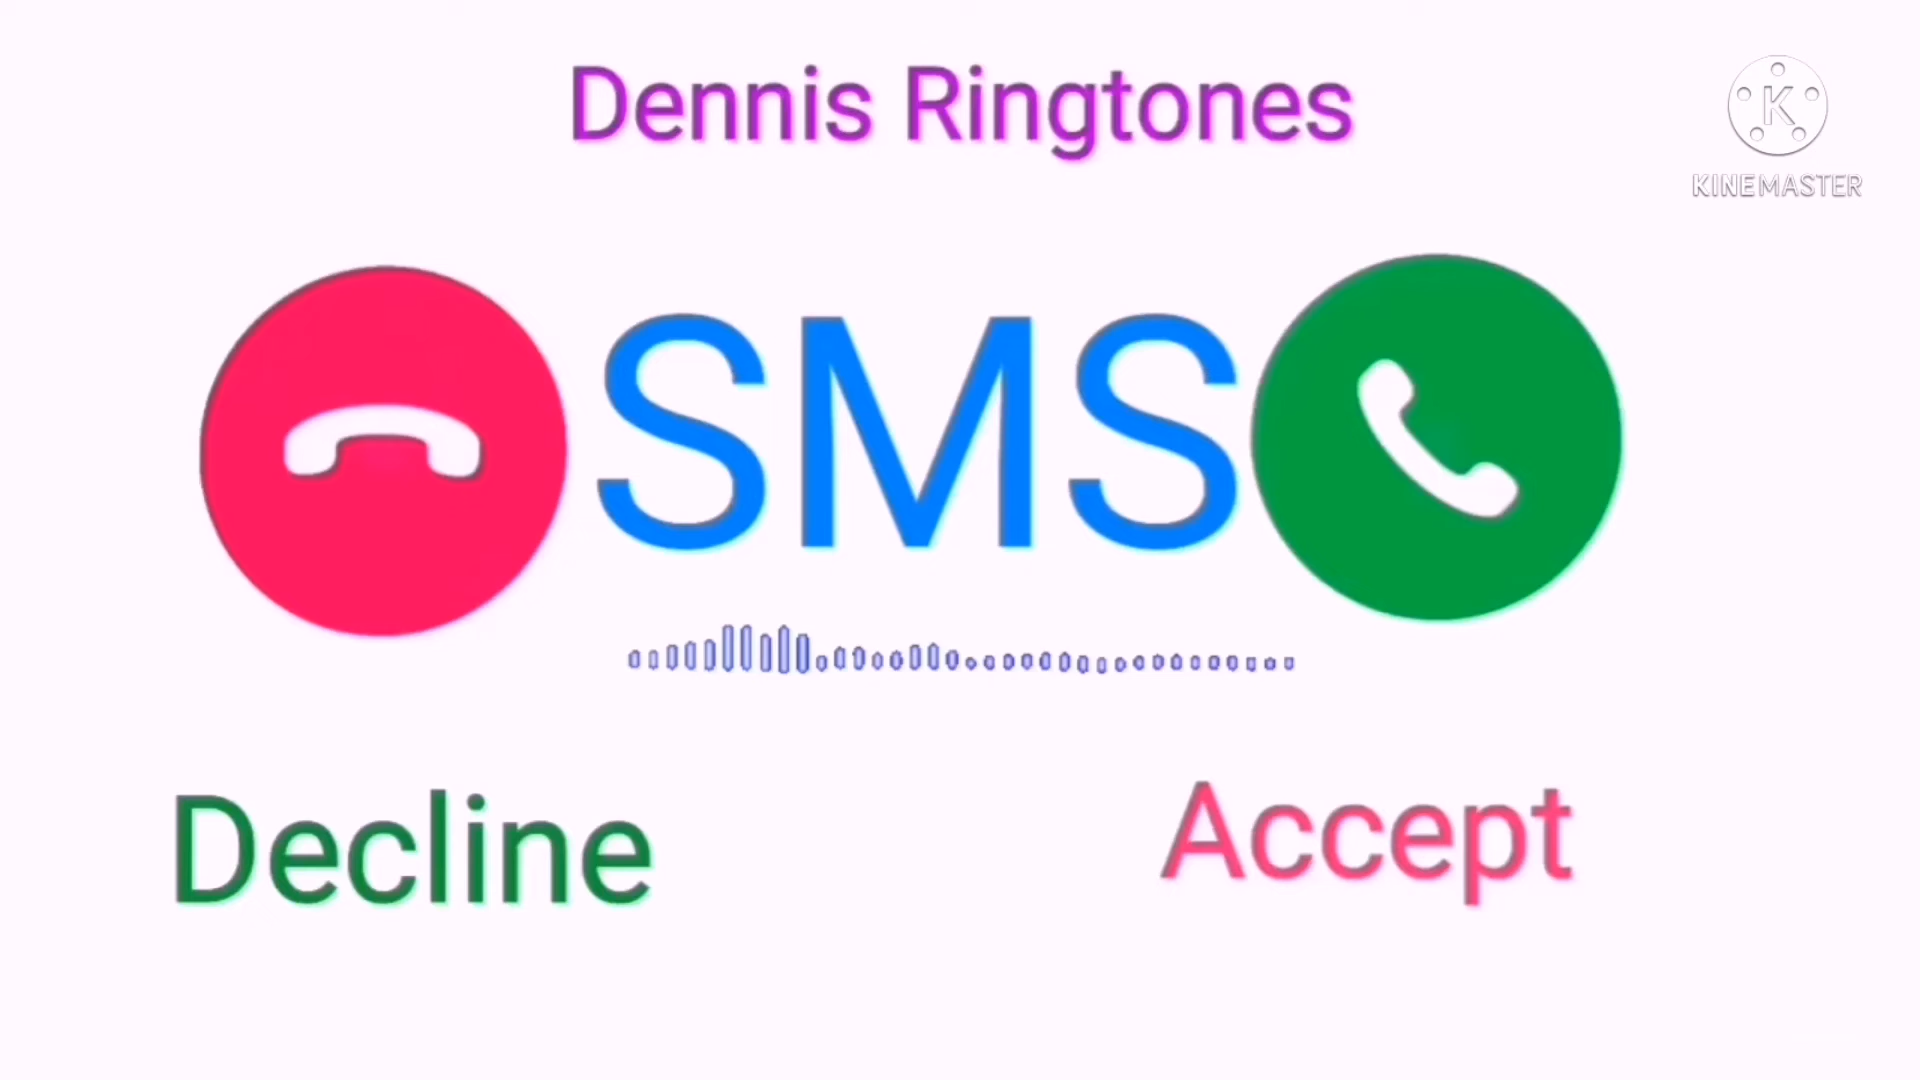 Dennis Ringtones
K
KINEMASTER
SMS
Decline
Accept